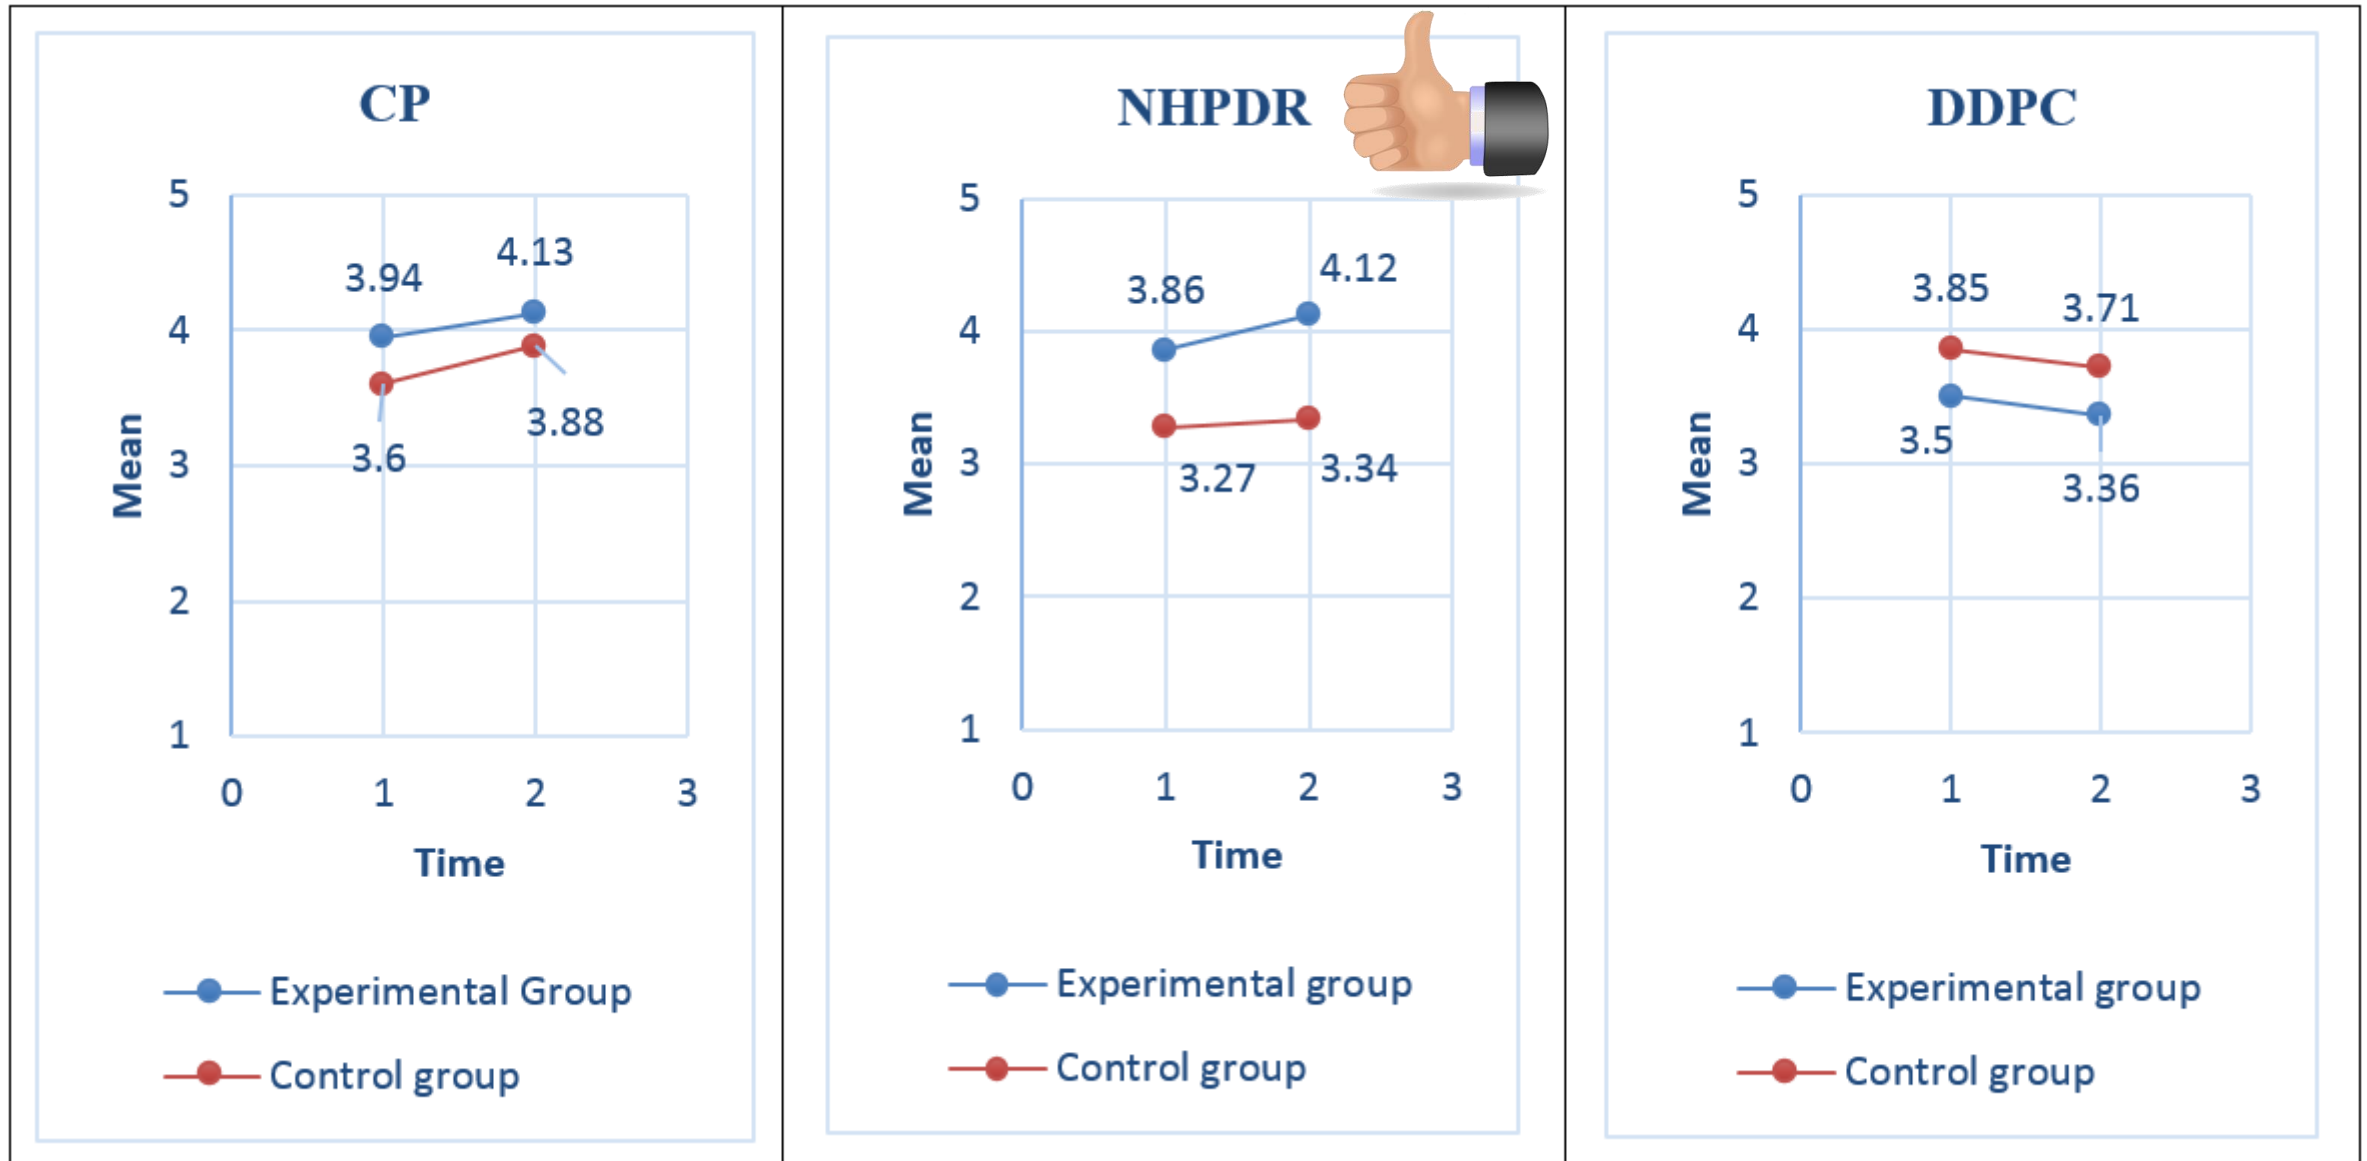 CP
5
4
3
2
1
3.94
4.13
3.6
3.88
Mean
0 1 2 3
Time
Experimental Group
Control group
NHPDR
5
4
3
2
1
3.86
4.12
3.27
3.34
Mean
0 1 2 3
Time
Experimental group
Control group
DDPC
5
4
3
2
1
3.85
3.71
3.5
3.36
Mean
0 1 2 3
Time
Experimental group
Control group